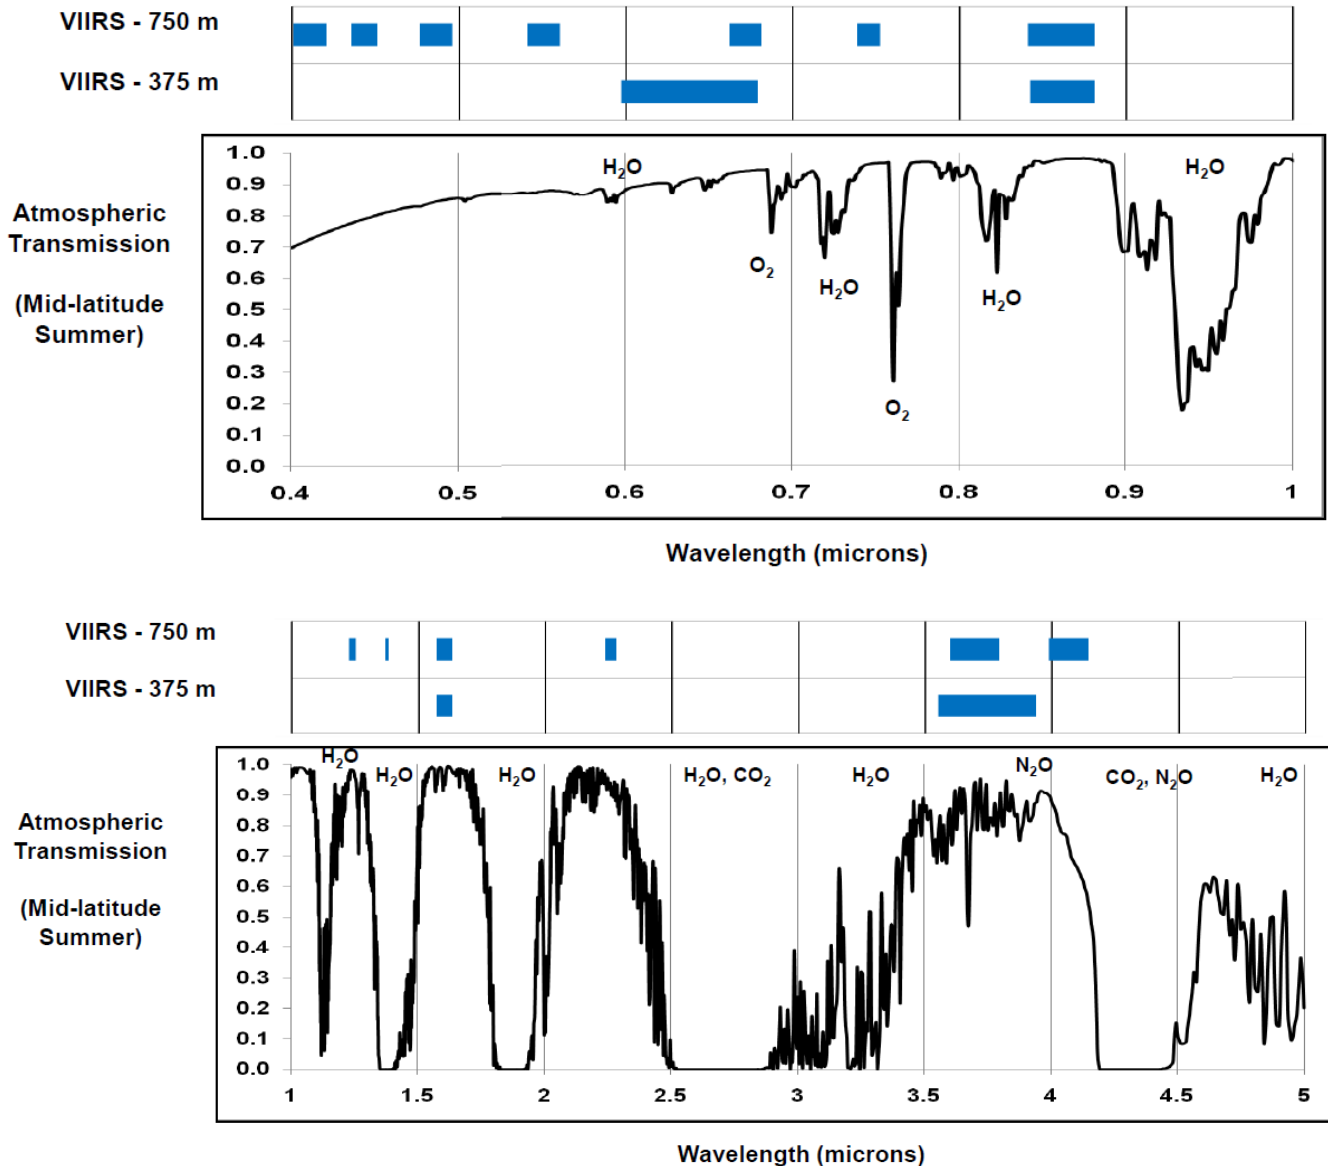 VIIRS - 750 m
VIIRS - 375 m
1.0
0.9
0.8
0.7
0.6
0.5
0.4
0.3
0.2
0.1
0.0
Atmospheric
Transmission
(Mid-latitude
Summer)
H₂O
O₂
H₂O
O₂
H₂O
H₂O
0.4 0.5 0.6 0.7 0.8 0.9 1
Wavelength (microns)
VIIRS - 750 m
VIIRS - 375 m
1.0
0.9
0.8
0.7
0.6
0.5
0.4
0.3
0.2
0.1
0.0
Atmospheric
Transmission
(Mid-latitude
Summer)
H₂O
H₂O
H₂O
H₂O, CO₂
H₂O
N₂O
CO₂, N₂O
H₂O
1 1.5 2 2.5 3 3.5 4 4.5 5
Wavelength (microns)